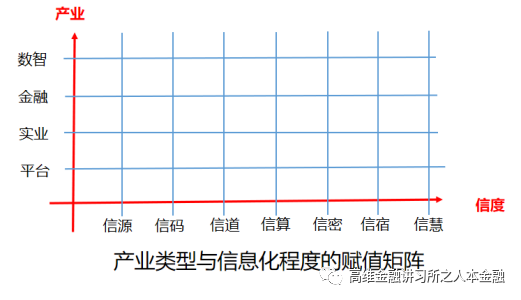 产业
数智
金融
实业
平台
信度
信源 信码 信道 信算 信密 信宿 信慧
产业类型与信息化程度的赋值矩阵
高维金融讲习所之人本金融